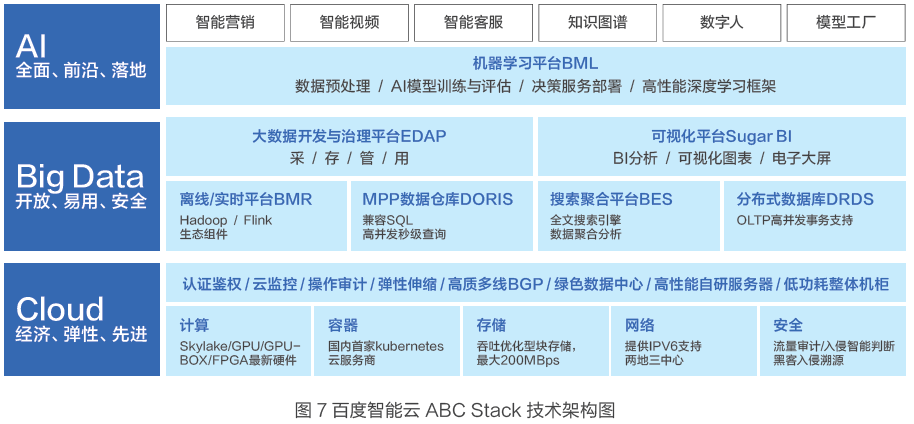 AI
全面、前沿、落地
智能营销
智能视频
智能客服
知识图谱
数字人
模型工厂
机器学习平台BML
数据预处理 / AI模型训练与评估 / 决策服务部署 / 高性能深度学习框架
Big Data
开放、易用、安全
大数据开发与治理平台EDAP
采 / 存 / 管 / 用
可视化平台Sugar BI
BI分析 / 可视化图表 / 电子大屏
离线/实时平台BMR
Hadoop / Flink
生态组件
MPP数据仓库DORIS
兼容SQL
高并发秒级查询
搜索聚合平台BES
全文搜索引擎
数据聚合分析
分布式数据库DRDS
OLTP高并发事务支持
Cloud
经济、弹性、先进
认证鉴权/云监控/操作审计/弹性伸缩/高质多线BGP/绿色数据中心/高性能自研服务器/低功耗整体机柜
计算
Skylake/GPU/GPU-
BOX/FPGA最新硬件
容器
国内首家kubernetes
云服务商
存储
吞吐优化型块存储,
最大200MBps
网络
提供IPV6支持
两地三中心
安全
流量审计/入侵智能判断
黑客入侵溯源
图 7 百度智能云 ABC Stack 技术架构图